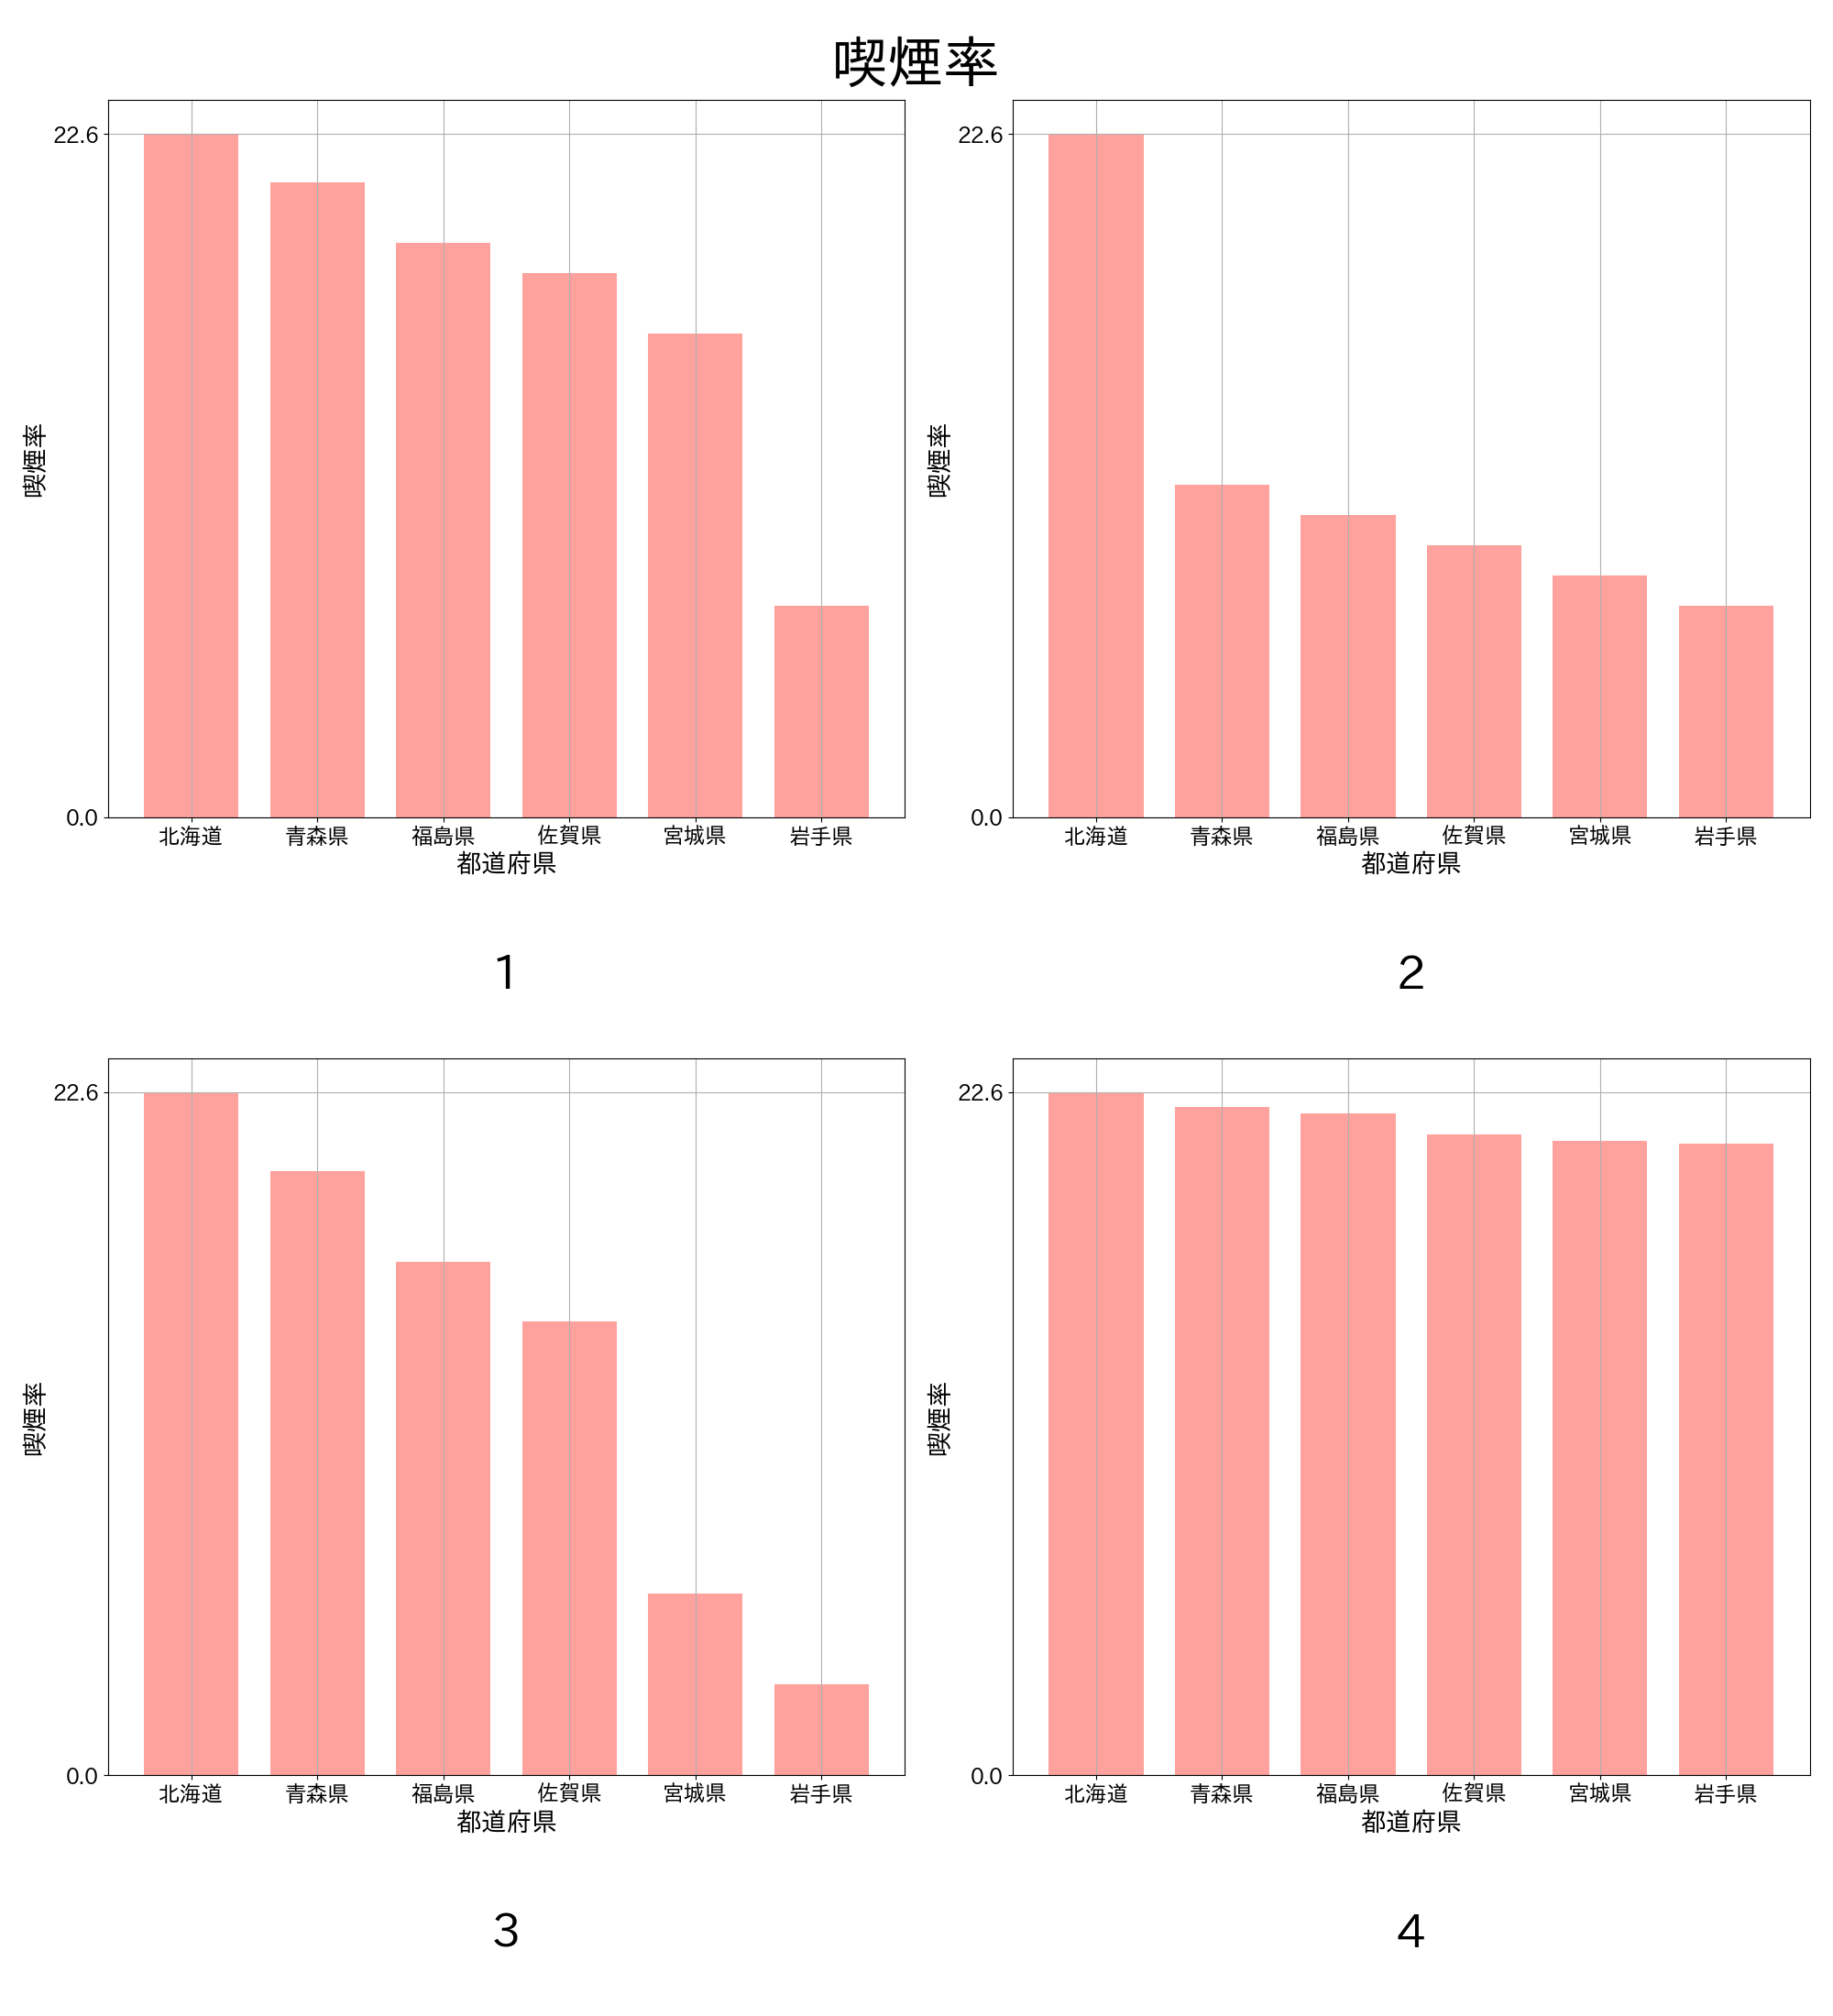 喫煙率
22.6
喫煙率
0.0
北海道 青森県 福島県 佐賀県 宮城県 岩手県
都道府県
1
22.6
喫煙率
0.0
北海道 青森県 福島県 佐賀県 宮城県 岩手県
都道府県
2
22.6
喫煙率
0.0
北海道 青森県 福島県 佐賀県 宮城県 岩手県
都道府県
3
22.6
喫煙率
0.0
北海道 青森県 福島県 佐賀県 宮城県 岩手県
都道府県
4